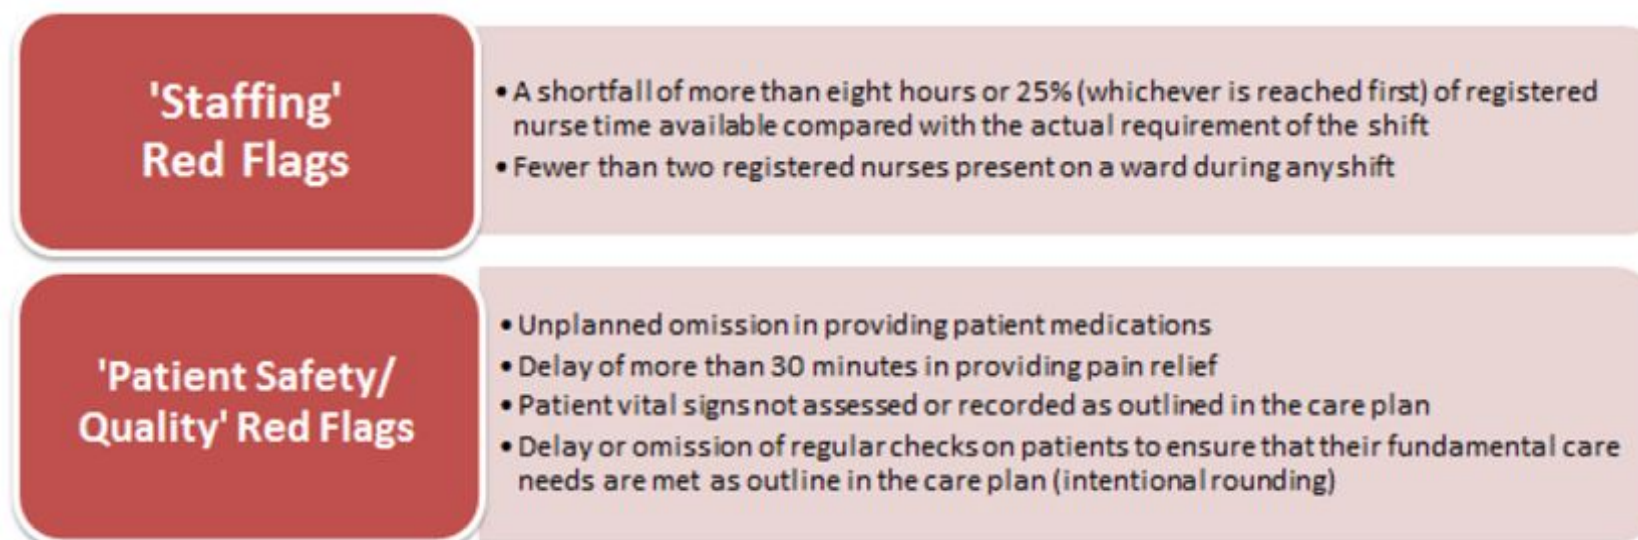 'Staffing'
Red Flags
• A shortfall of more than eight hours or 25% (whichever is reached first) of registered
nurse time available compared with the actual requirement of the shift
• Fewer than two registered nurses present on a ward during any shift
'Patient Safety/
Quality' Red Flags
• Unplanned omission in providing patient medications
• Delay of more than 30 minutes in providing pain relief
• Patient vital signs not assessed or recorded as outlined in the care plan
• Delay or omission of regular checks on patients to ensure that their fundamental care
needs are met as outline in the care plan (intentional rounding)